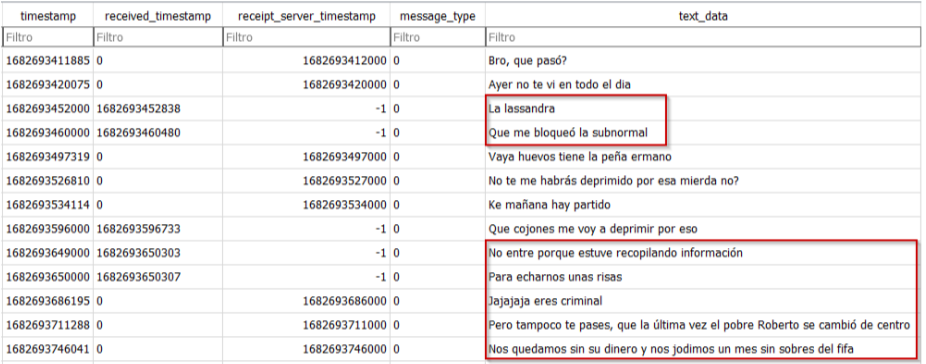 timestamp received_timestamp receipt_server_timestamp message_type text_data
Filtro Filtro Filtro Filtro Filtro
1682693411885 0 1682693412000 0 Bro, que pasó?
1682693420075 0 1682693420000 0 Ayer no te vi en todo el dia
1682693452000 1682693452838 -1 0 La lassandra
1682693460000 1682693460480 -1 0 Que me bloqueó la subnormal
1682693497319 0 1682693497000 0 Vaya huevos tiene la peña ermano
1682693526810 0 1682693527000 0 No te me habrás deprimido por esa mierda no?
1682693534114 0 1682693534000 0 Ke mañana hay partido
1682693596000 1682693596733 -1 0 Que cojones me voy a deprimir por eso
1682693649000 1682693650303 -1 0 No entre porque estuve recopilando información
1682693650000 1682693650307 -1 0 Para echarnos unas risas
1682693686195 0 1682693686000 0 Jajajaja eres criminal
1682693711288 0 1682693711000 0 Pero tampoco te pases, que la última vez el pobre Roberto se cambió de centro
1682693746041 0 1682693746000 0 Nos quedamos sin su dinero y nos jodimos un mes sin sobres del fifa